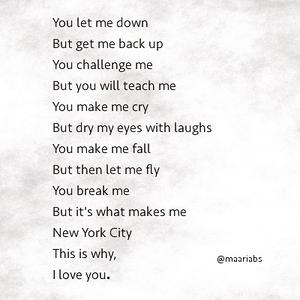 You let me down
But get me back up
You challenge me
But you will teach me
You make me cry
But dry my eyes with laughs
You make me fall
But then let me fly
You break me
But it's what makes me
New York City
This is why,
I love you.
@maariabs